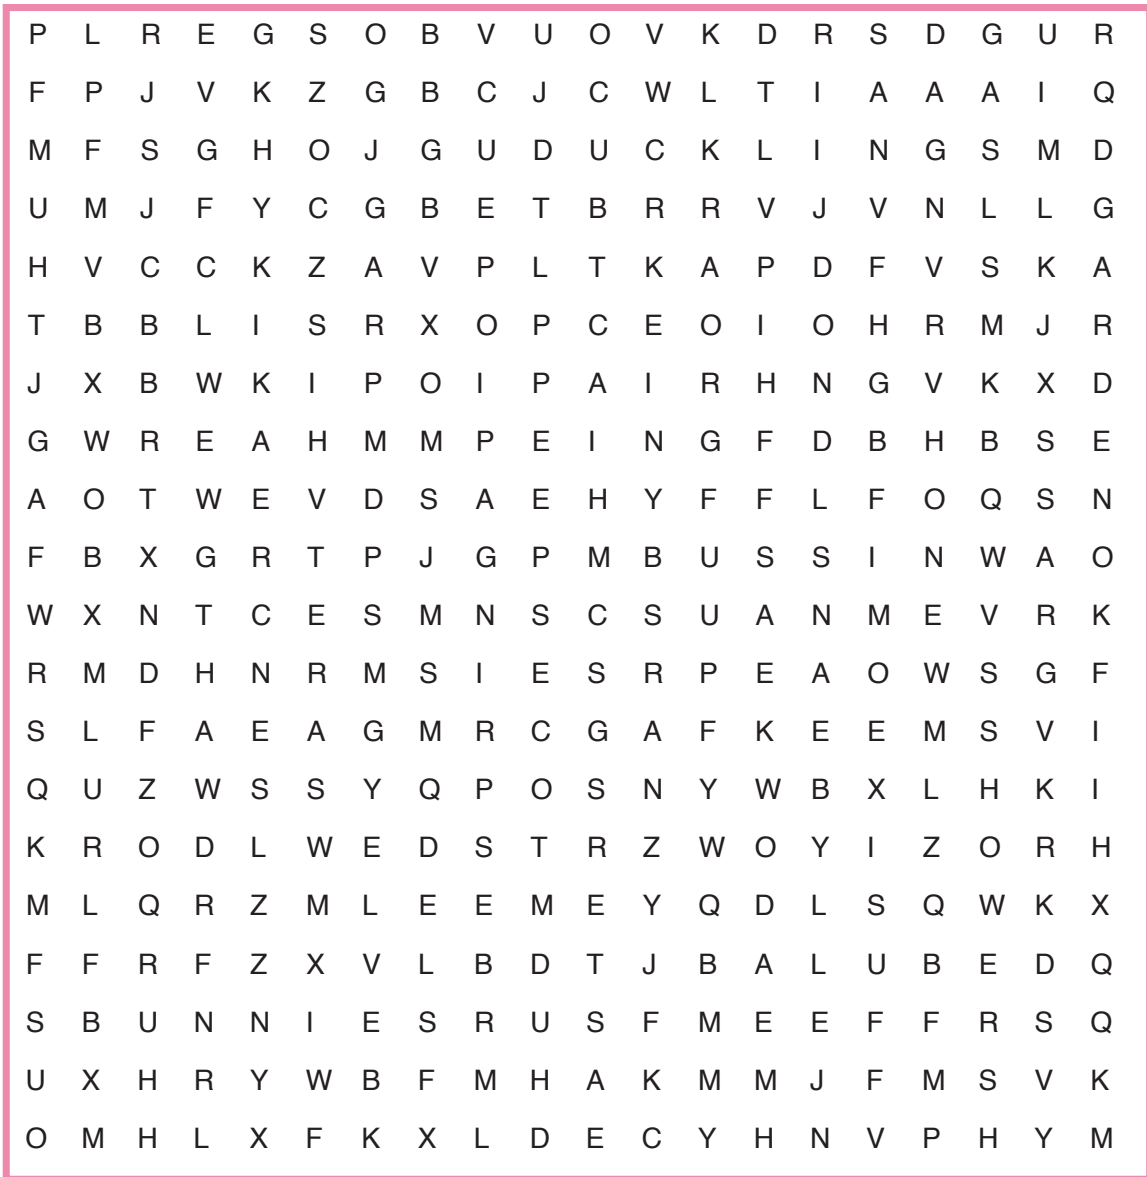 P L R E G S O B V U O V K D R S D G U R
F P J V K Z G B C J C W L T I A A A I Q
M F S G H O J G U D U C K L I N G S M D
U M J F Y C G B E T B R R V J V N L L G
H V C C K Z A V P L T K A P D F V S K A
T B B L I S R X O P C E O I O H R M J R
J X B W K I P O I P A I R H N G V K X D
G W R E A H M M P E I N G F D B H B S E
A O T W E V D S A E H Y F F L F O Q S N
F B X G R T P J G P M B U S S I N W A O
W X N T C E S M N S C S U A N M E V R K
R M D H N R M S I E S R P E A O W S G F
S L F A E A G M R C G A F K E E M S V I
Q U Z W S S Y Q P O S N Y W B X L H K I
K R O D L W E D S T R Z W O Y I Z O R H
M L Q R Z M L E E M E Y Q D L S Q W K X
F F R F Z X V L B D T J B A L U B E D Q
S B U N N I E S R U S F M E E F F R S Q
U X H R Y W B F M H A K M M J F M S V K
O M H L X F K X L D E C Y H N V P H Y M